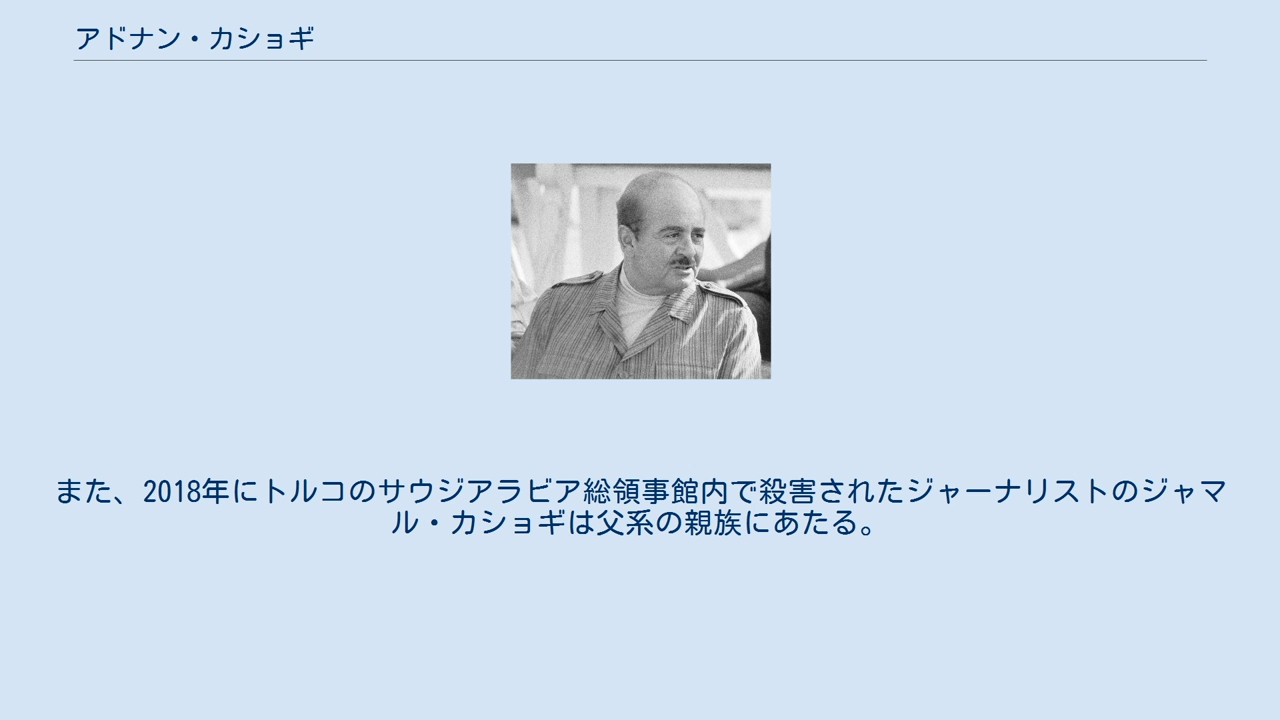 アドナン・カショギ
また、2018年にトルコのサウジアラビア総領事館内で殺害されたジャーナリストのジャマ
ル・カショギは父系の親族にあたる。